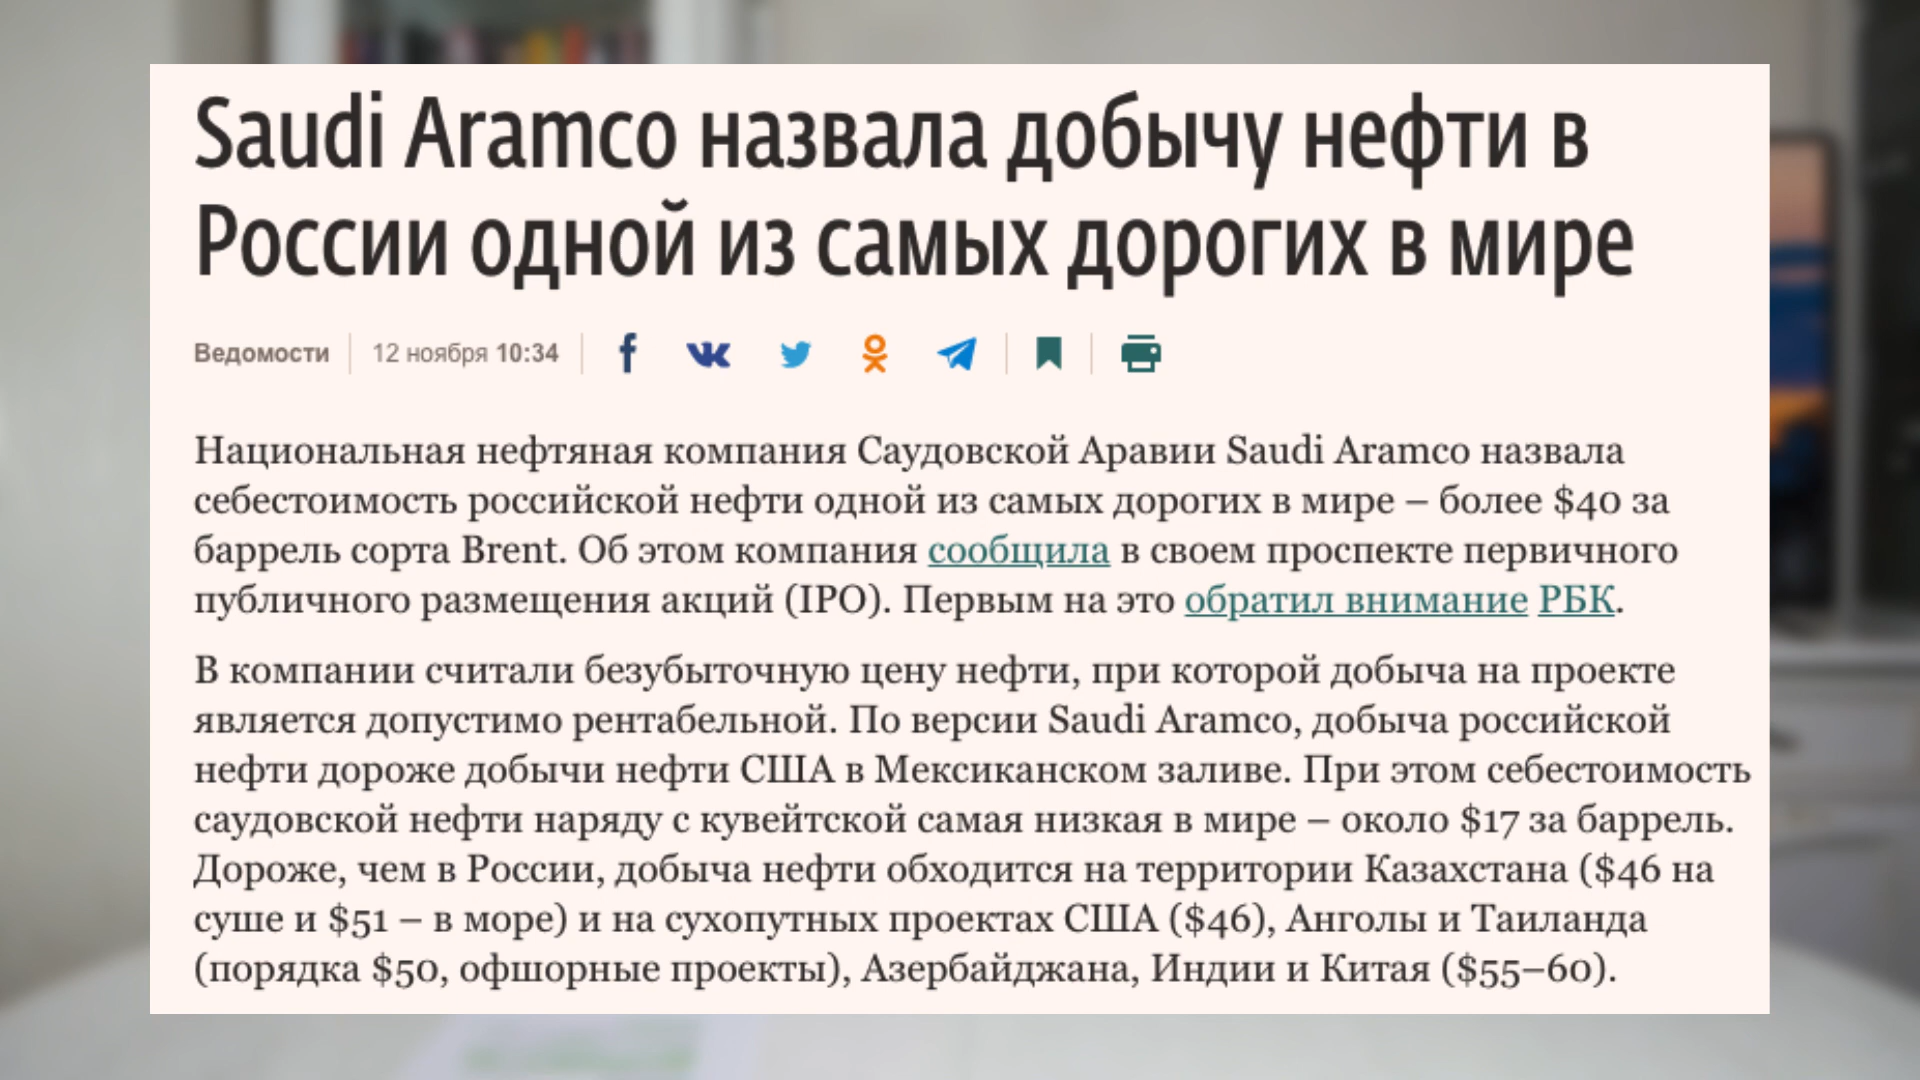 Saudi Aramco назвала добычу нефти в
России одной из самых дорогих в мире
Ведомости 12 ноября 10:34
Национальная нефтяная компания Саудовской Аравии Saudi Aramco назвала
себестоимость российской нефти одной из самых дорогих в мире – более $40 за
баррель сорта Brent. Об этом компания сообщила в своем проспекте первичного
публичного размещения акций (IPO). Первым на это обратил внимание РБК.
В компании считали безубыточную цену нефти, при которой добыча на проекте
является допустимо рентабельной. По версии Saudi Aramco, добыча российской
нефти дороже добычи нефти США в Мексиканском заливе. При этом себестоимость
саудовской нефти наряду с кувейтской самая низкая в мире – около $17 за баррель.
Дороже, чем в России, добыча нефти обходится на территории Казахстана ($46 на
суше и $51 – в море) и на сухопутных проектах США ($46), Анголы и Таиланда
(порядка $50, офшорные проекты), Азербайджана, Индии и Китая ($55–60).